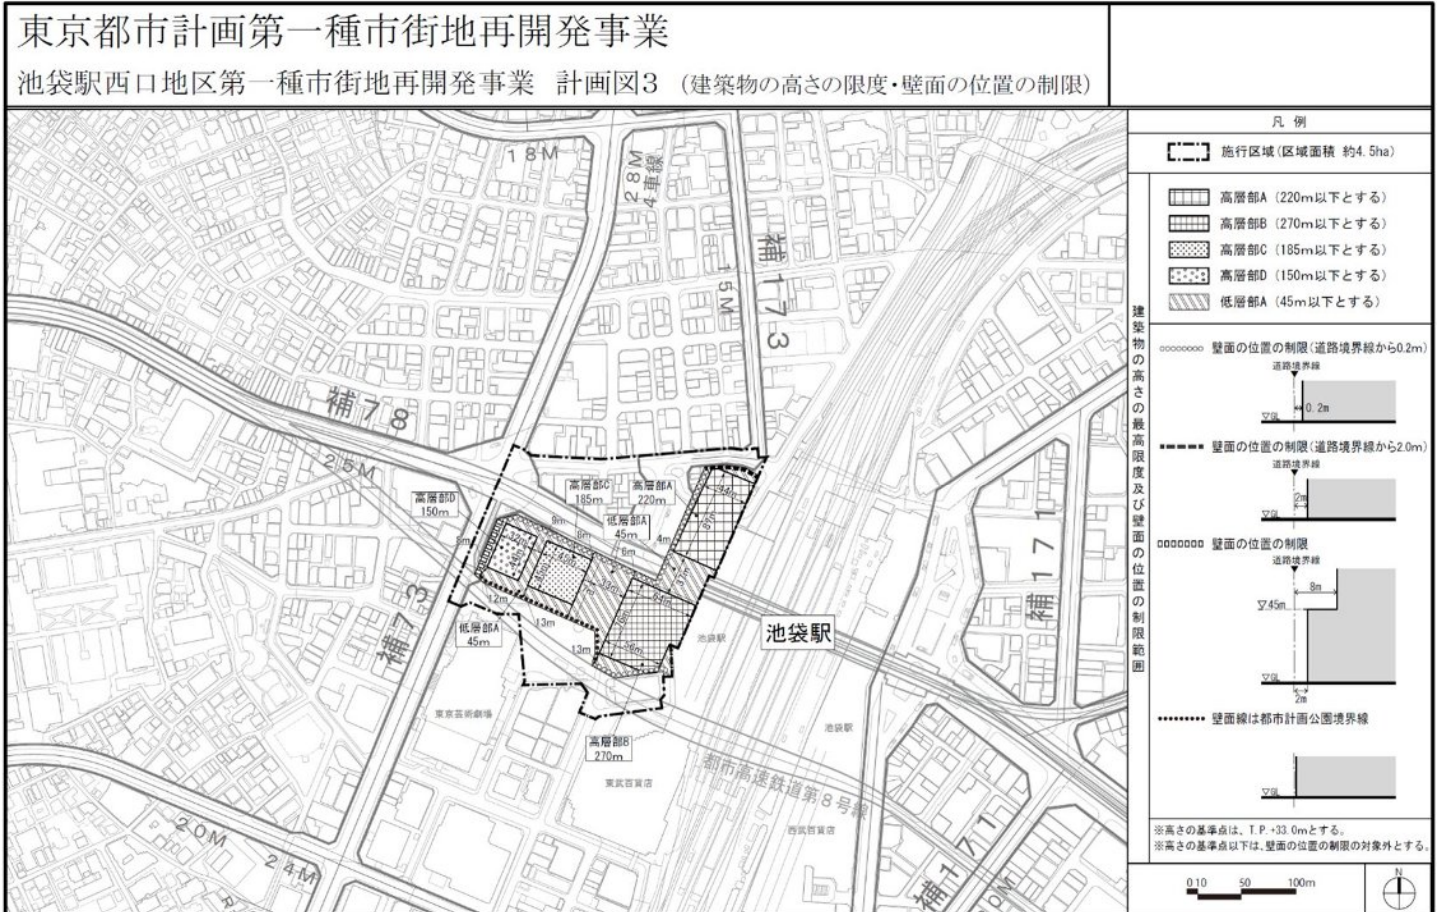 東京都市計画第一種市街地再開発事業
池袋駅西口地区第一種市街地再開発事業 計画図3 (建築物の高さの限度・壁面の位置の制限)
18M
28M
4車線
補173
15M
補78
25M
高層部D
150m
高層部C
185m
高層部A
220m
低層部A
45m
9m
6m
6m
4m
8m
44m
81m
37m
32m
45m
33m
64m
76m
56m
12m
13m
13m
低層部A
45m
補73
池袋駅
池袋駅
補171
東京芸術劇場
高層部B
270m
東武百貨店
池袋駅
都市高速鉄道第8号線
西武百貨店
20M
24M
補171
凡例
施行区域(区域面積 約4.5ha)
建築物の高さの最高限度及び壁面の位置の制限範囲
高層部A (220m以下とする)
高層部B (270m以下とする)
高層部C (185m以下とする)
高層部D (150m以下とする)
低層部A (45m以下とする)
壁面の位置の制限(道路境界線から0.2m)
道路境界線
0.2m
▽GL
壁面の位置の制限(道路境界線から2.0m)
道路境界線
2m
▽GL
壁面の位置の制限
道路境界線
8m
▽45m
▽GL
2m
壁面線は都市計画公園境界線
▽GL
※高さの基準点は、T.P.+33.0mとする。
※高さの基準点以下は、壁面の位置の制限の対象外とする。
0 10 50 100m
N